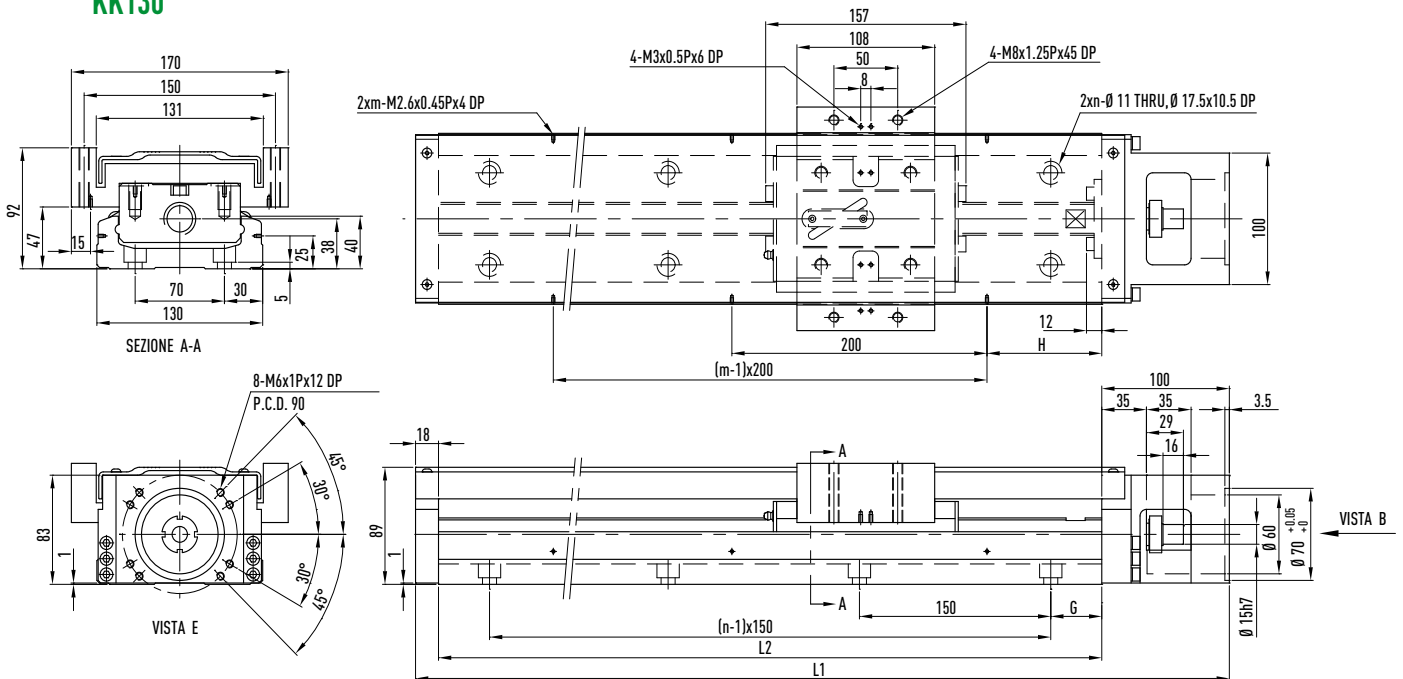 KK130
157
108
50
8
4-M3x0.5Px6 DP
4-M8x1.25Px45 DP
2xm-M2.6x0.45Px4 DP
2xn-Ø 11 THRU, Ø 17.5x10.5 DP
170
150
131
92
47
15
70
30
130
5
25
38
40
SEZIONE A-A
100
12
200
H
(m-1)x200
8-M6x1Px12 DP
P.C.D. 90
45°
30°
30°
45°
83
1
VISTA E
18
89
1
A
A
100
35
35
3.5
29
16
Ø 60
Ø 70 +0.05 +0
Ø 15h7
VISTA B
150
G
(n-1)x150
L2
L1